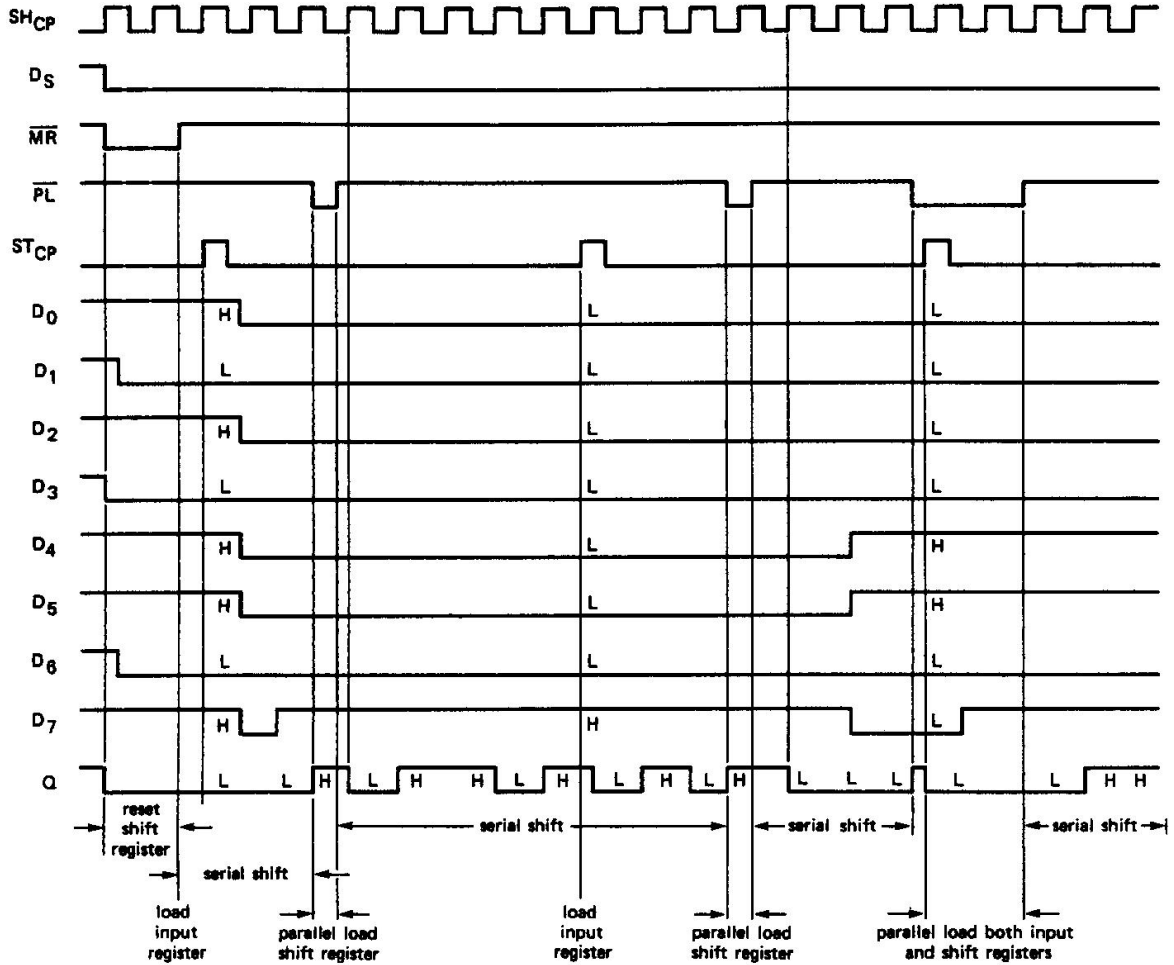 SHCP
DS
MR
PL
STCP
D0 H L L
D1 L L L
D2 H L L
D3 L L L
D4 H L H
D5 H L H
D6 L L L
D7 H H L
Q L L H L H H L H L H L H L L L L L H H
reset
shift
register
serial shift
serial shift
serial shift
serial shift
load
input
register
parallel load
shift register
load
input
register
parallel load
shift register
parallel load both input
and shift registers